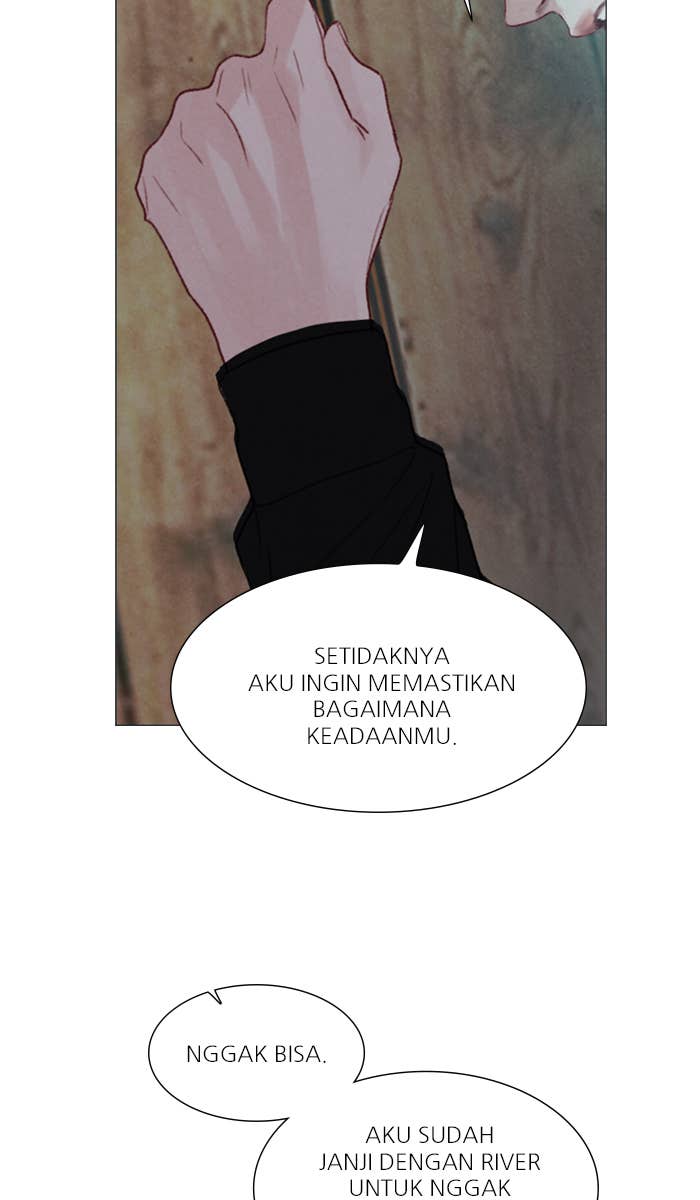 SETIDAKNYA
AKU INGIN MEMASTIKAN
BAGAIMANA
KEADAANMU.
NGGAK BISA.
AKU SUDAH
JANJI DENGAN RIVER
UNTUK NGGAK